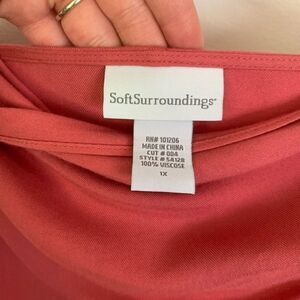 SoftSurroundings®
RN# 101206
MADE IN CHINA
CUT # 004
STYLE # 5A128
100% VISCOSE
1X